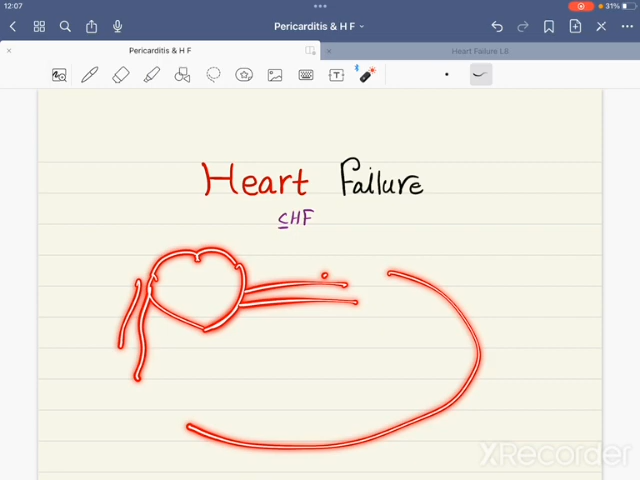 12:07
31%
Pericarditis & H F
Pericarditis & H F
Heart Failure L8
Heart Failure
CHF
XRecorder